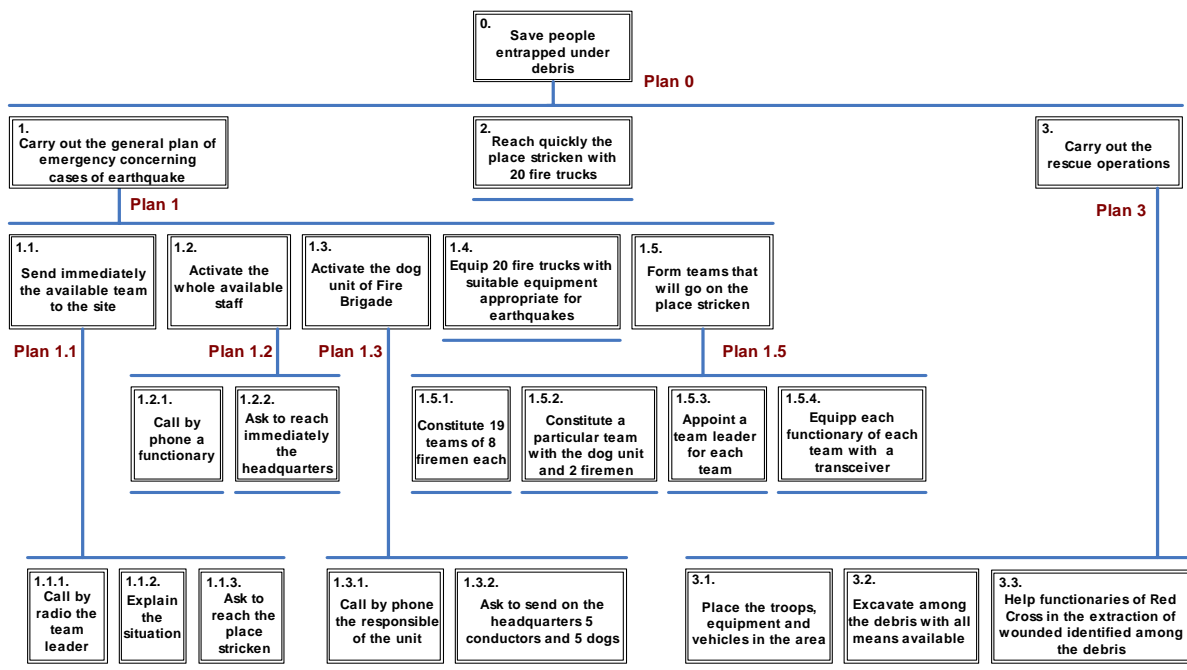 0.
Save people
entrapped under
debris
Plan 0
1.
Carry out the general plan of
emergency concerning
cases of earthquake
2.
Reach quickly the
place stricken with
20 fire trucks
3.
Carry out the
rescue operations
Plan 1
Plan 3
1.1.
Send immediately
the available team
to the site
1.2.
Activate the
whole available
staff
1.3.
Activate the dog
unit of Fire
Brigade
1.4.
Equip 20 fire trucks with
suitable equipment
appropriate for
earthquakes
1.5.
Form teams that
will go on the
place stricken
Plan 1.1
Plan 1.2
Plan 1.3
Plan 1.5
1.2.1.
Call by
phone a
functionary
1.2.2.
Ask to reach
immediately
the
headquarters
1.5.1.
Constitute 19
teams of 8
firemen each
1.5.2.
Constitute a
particular team
with the dog unit
and 2 firemen
1.5.3.
Appoint a
team leader
for each
team
1.5.4.
Equipp each
functionary of each
team with a
transceiver
1.1.1.
Call by
radio the
team
leader
1.1.2.
Explain
the
situation
1.1.3.
Ask to
reach the
place
stricken
1.3.1.
Call by phone
the responsible
of the unit
1.3.2.
Ask to send on the
headquarters 5
conductors and 5 dogs
3.1.
Place the troops,
equipment and
vehicles in the area
3.2.
Excavate among
the debris with all
means available
3.3.
Help functionaries of Red
Cross in the extraction of
wounded identified among
the debris